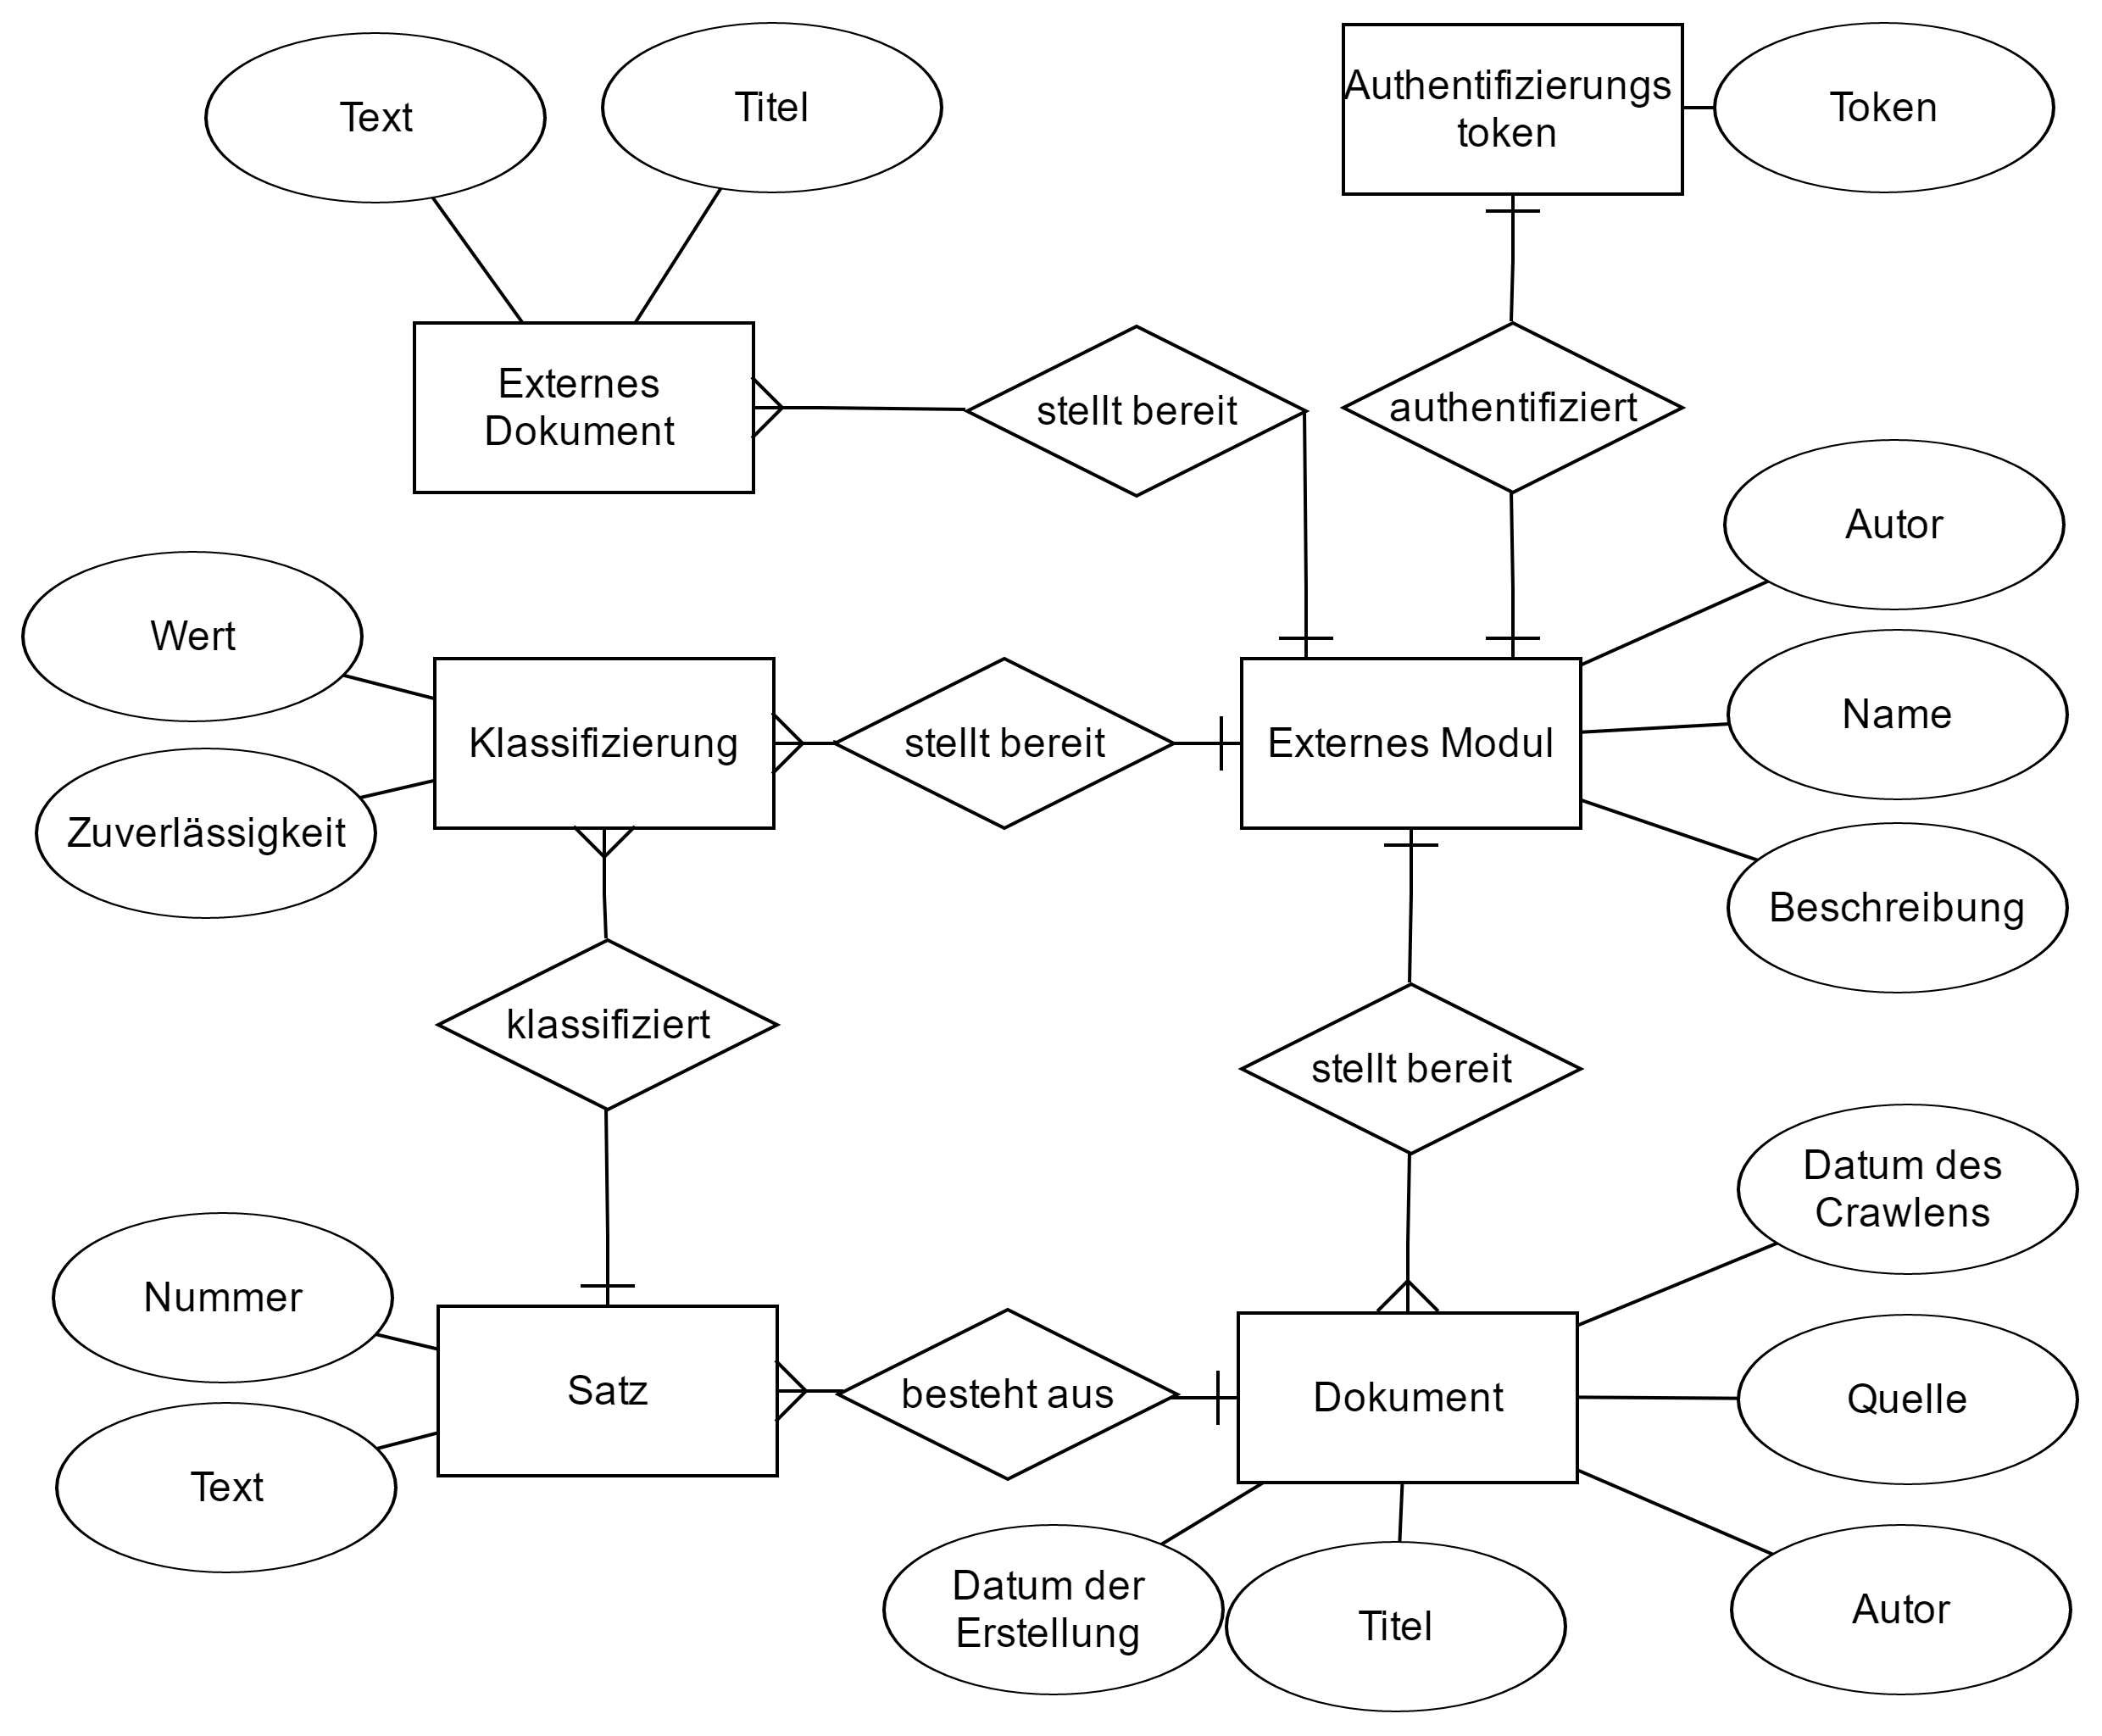 Text
Titel
Authentifizierungs
token
Token
Externes
Dokument
stellt bereit
authentifiziert
Autor
Wert
Klassifizierung
stellt bereit
Externes Modul
Name
Zuverlässigkeit
Beschreibung
klassifiziert
stellt bereit
Datum des
Crawlens
Nummer
Satz
besteht aus
Dokument
Quelle
Text
Datum der
Erstellung
Titel
Autor